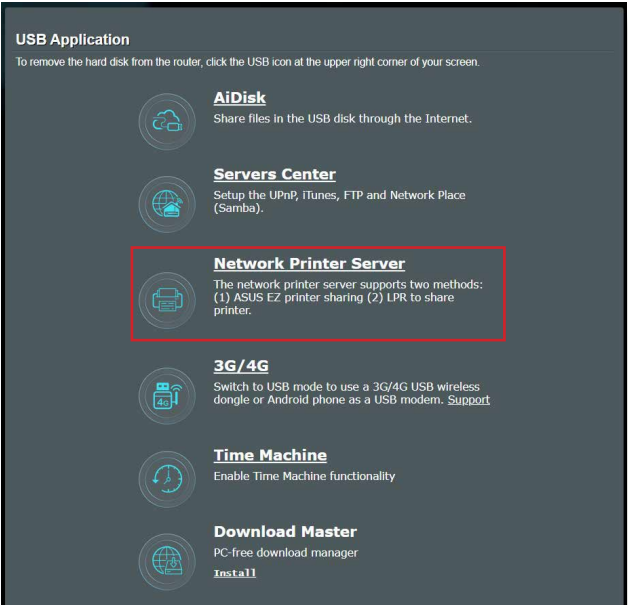 USB Application
To remove the hard disk from the router, click the USB icon at the upper right corner of your screen.
AiDisk
Share files in the USB disk through the Internet.
Servers Center
Setup the UPnP, iTunes, FTP and Network Place
(Samba).
Network Printer Server
The network printer server supports two methods:
(1) ASUS EZ printer sharing (2) LPR to share
printer.
3G/4G
4G
Switch to USB mode to use a 3G/4G USB wireless
dongle or Android phone as a USB modem. Support
Time Machine
Enable Time Machine functionality
Download Master
PC-free download manager
Install